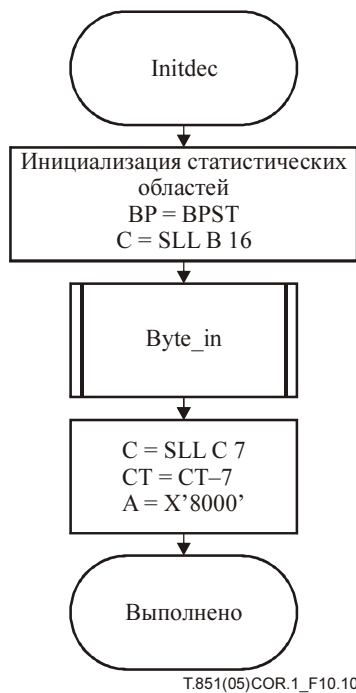 Initdec
Инициализация статистических
областей
BP = BPST
C = SLL B 16
Byte_in
C = SLL C 7
CT = CT–7
A = X’8000’
Выполнено
T.851(05)COR.1_F10.10